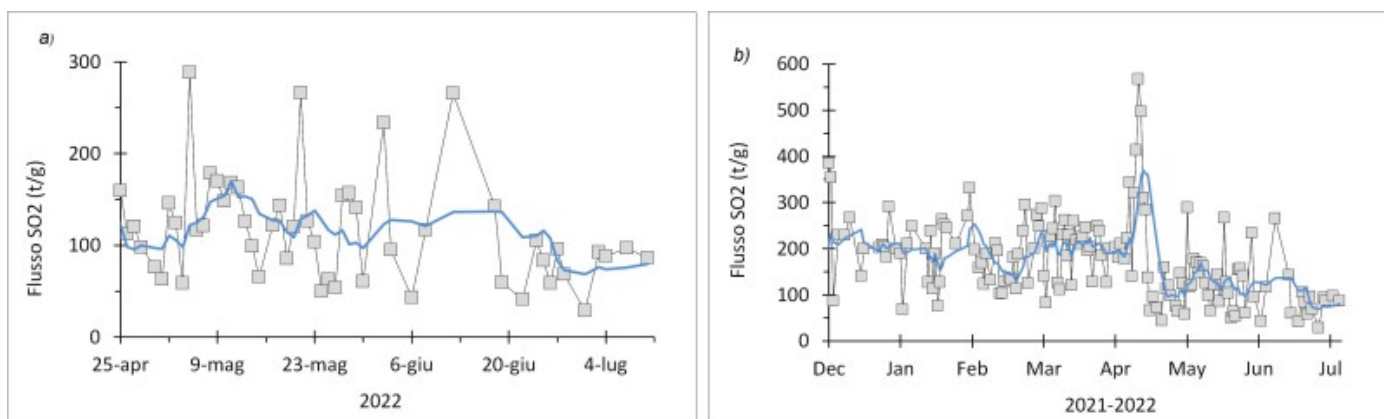 a)
300
200
100
0
Flusso SO2 (t/g)
25-apr 9-mag 23-mag 6-giu 20-giu 4-lug
2022
b)
600
500
400
300
200
100
0
Flusso SO2 (t/g)
Dec Jan Feb Mar Apr May Jun Jul
2021-2022